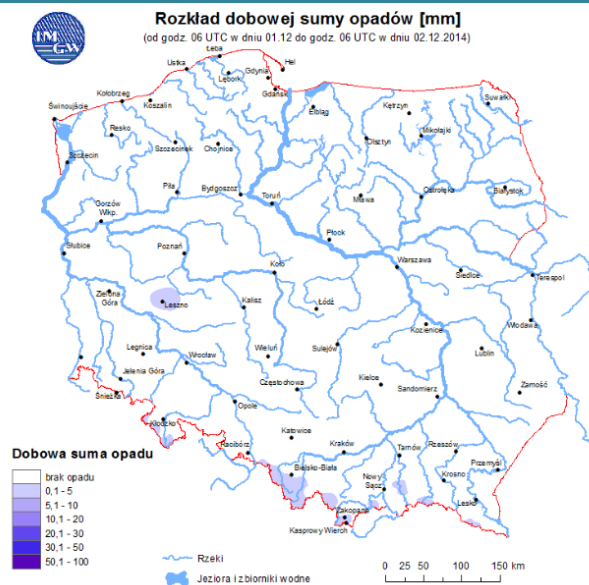 Rozkład dobowej sumy opadów [mm]
(od godz. 06 UTC w dniu 01.12 do godz. 06 UTC w dniu 02.12.2014)
IMGW
Łeba
Ustka
Hel
Lębork
Gdynia
Gdańsk
Kołobrzeg
Koszalin
Świnoujście
Elbląg
Kętrzyn
Suwałki
Resko
Szczecinek
Chojnice
Olsztyn
Mikołajki
Szczecin
Piła
Bydgoszcz
Toruń
Mława
Ostrołęka
Białystok
Gorzów
Wlkp.
Płock
Słubice
Poznań
Koło
Warszawa
Siedlce
Terespol
Zielona
Góra
Leszno
Kalisz
Łódź
Kozienice
Włodawa
Legnica
Wrocław
Wieluń
Sulejów
Lublin
Jelenia Góra
Częstochowa
Kielce
Sandomierz
Zamość
Śnieżka
Opole
Kłodzko
Racibórz
Katowice
Kraków
Tarnów
Rzeszów
Przemyśl
Bielsko-Biała
Nowy
Sącz
Krosno
Lesko
Zakopane
Kasprowy Wierch
Dobowa suma opadu
brak opadu
0,1 - 5
5,1 - 10
10,1 - 20
20,1 - 30
30,1 - 50
50,1 - 100
Rzeki
Jeziora i zbiorniki wodne
0 25 50 100 150 km